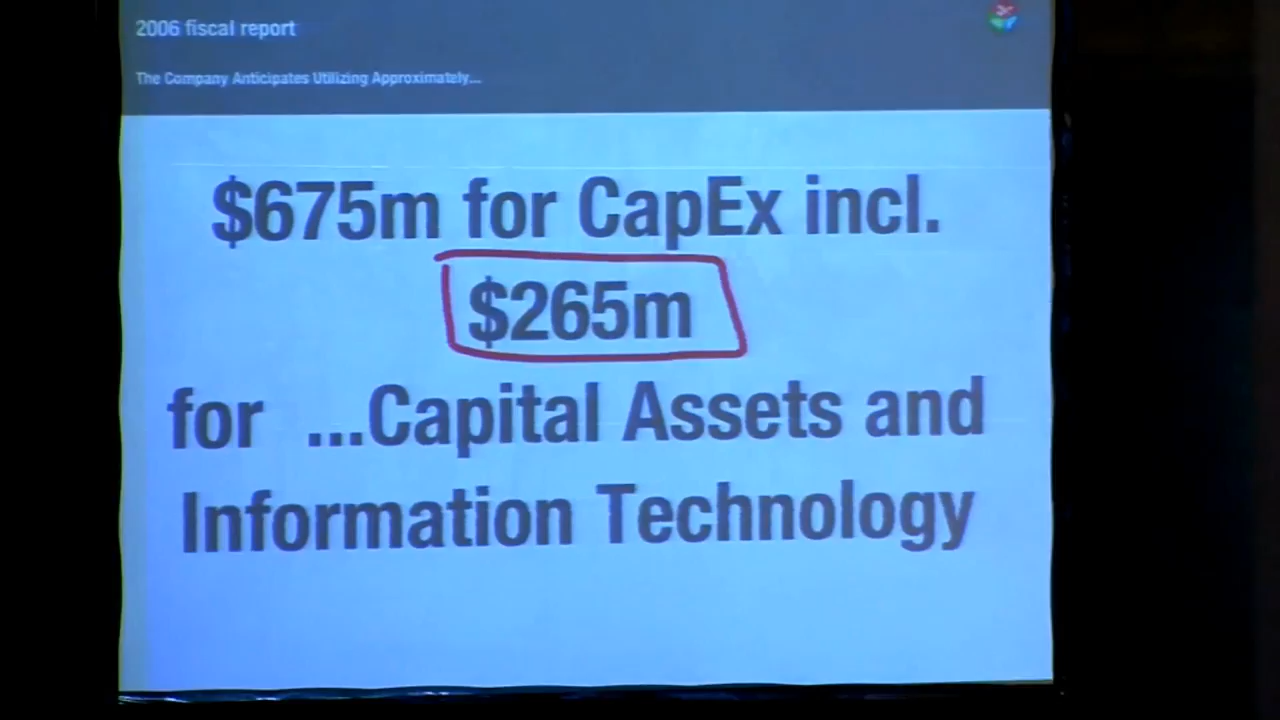 2006 fiscal report
The Company Anticipates Utilizing Approximately...
$675m for CapEx incl.
$265m
for ...Capital Assets and
Information Technology